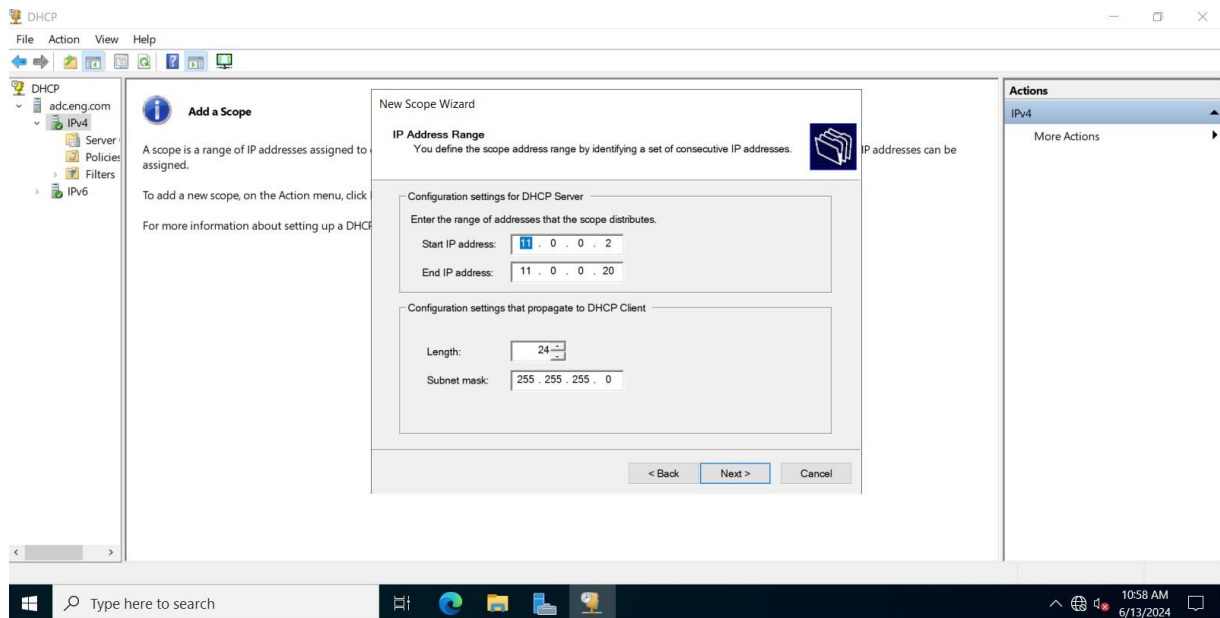 DHCP
File Action View Help
DHCP
adc.eng.com
IPv4
Server
Policies
Filters
IPv6
Add a Scope
A scope is a range of IP addresses assigned to
IP addresses can be
assigned.
To add a new scope, on the Action menu, click
For more information about setting up a DHCP
New Scope Wizard
IP Address Range
You define the scope address range by identifying a set of consecutive IP addresses.
Configuration settings for DHCP Server
Enter the range of addresses that the scope distributes.
Start IP address: 11 . 0 . 0 . 2
End IP address: 11 . 0 . 0 . 20
Configuration settings that propagate to DHCP Client
Length: 24
Subnet mask: 255 . 255 . 255 . 0
< Back Next > Cancel
Actions
IPv4
More Actions
Type here to search
10:58 AM
6/13/2024